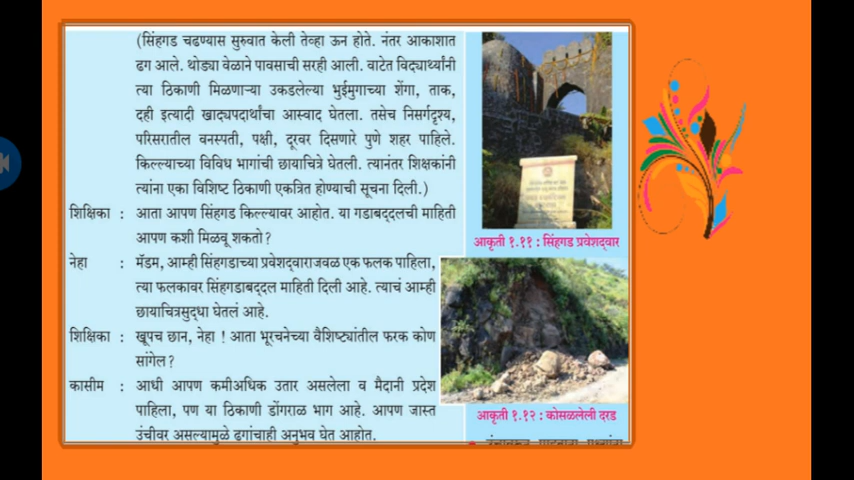 (सिंहगड चढण्यास सुरुवात केली तेव्हा ऊन होते. नंतर आकाशात
ढग आले. थोड्या वेळाने पावसाची सरही आली. वाटेत विद्यार्थ्यांनी
त्या ठिकाणी मिळणाऱ्या उकडलेल्या भुईमुगाच्या शेंगा, ताक,
दही इत्यादी खाद्यपदार्थांचा आस्वाद घेतला. तसेच निसर्गदृश्य,
परिसरातील वनस्पती, पक्षी, दूरवर दिसणारे पुणे शहर पाहिले.
किल्ल्याच्या विविध भागांची छायाचित्रे घेतली. त्यानंतर शिक्षकांनी
त्यांना एका विशिष्ट ठिकाणी एकत्रित होण्याची सूचना दिली.)
शिक्षिका : आता आपण सिंहगड किल्ल्यावर आहोत. या गडाबद्दलची माहिती
आपण कशी मिळवू शकतो?
नेहा : मॅडम, आम्ही सिंहगडाच्या प्रवेशद्वाराजवळ एक फलक पाहिला,
त्या फलकावर सिंहगडाबद्दल माहिती दिली आहे. त्याचं आम्ही
छायाचित्रसुद्धा घेतलं आहे.
शिक्षिका : खूपच छान, नेहा ! आता भूरचनेच्या वैशिष्ट्यांतील फरक कोण
सांगेल?
कासीम : आधी आपण कमीअधिक उतार असलेला व मैदानी प्रदेश
पाहिला, पण या ठिकाणी डोंगराळ भाग आहे. आपण जास्त
उंचीवर असल्यामुळे ढगांचाही अनुभव घेत आहोत.
आकृती १.११ : सिंहगड प्रवेशद्वार
आकृती १.१२ : कोसळलेली दरड